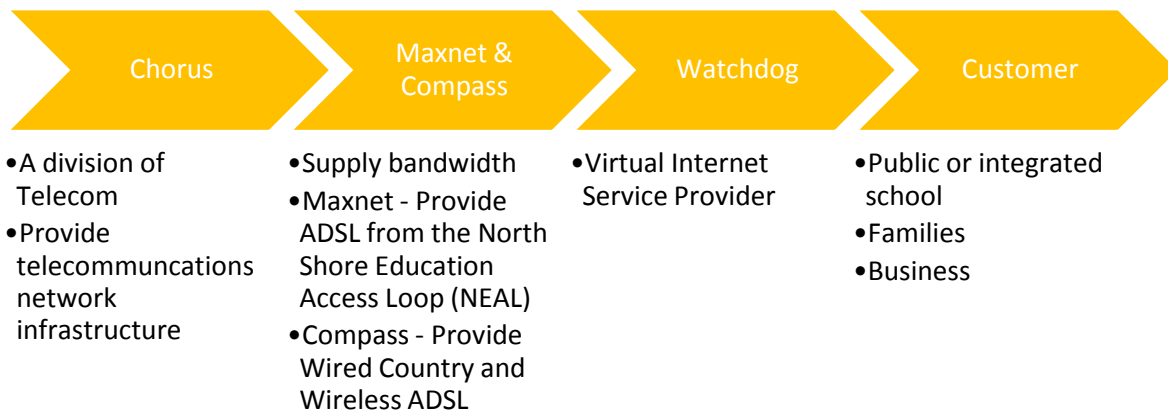 Chorus
•A division of
Telecom
•Provide
telecommuncations
network
infrastructure
Maxnet &
Compass
•Supply bandwidth
•Maxnet - Provide
ADSL from the North
Shore Education
Access Loop (NEAL)
•Compass - Provide
Wired Country and
Wireless ADSL
Watchdog
•Virtual Internet
Service Provider
Customer
•Public or integrated
school
•Families
•Business